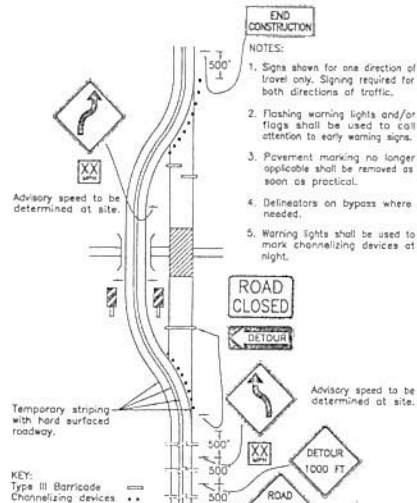 END
CONSTRUCTION
500'
NOTES:
1. Signs shown for one direction of
travel only. Signing required for
both directions of traffic.
2. Flashing warning lights and/or
flags shall be used to call
attention to early warning signs.
3. Pavement marking no longer
applicable shall be removed as
soon as practical.
4. Delineators on bypass where
needed.
5. Warning lights shall be used to
mark channelizing devices at
night.
XX
MPH
Advisory speed to be
determined at site.
ROAD
CLOSED
DETOUR
Advisory speed to be
determined at site.
XX
MPH
Temporary striping
with hard surfaced
roadway.
500'
500'
500'
DETOUR
1000 FT
ROAD
KEY:
Type III Barricade
Channelizing devices